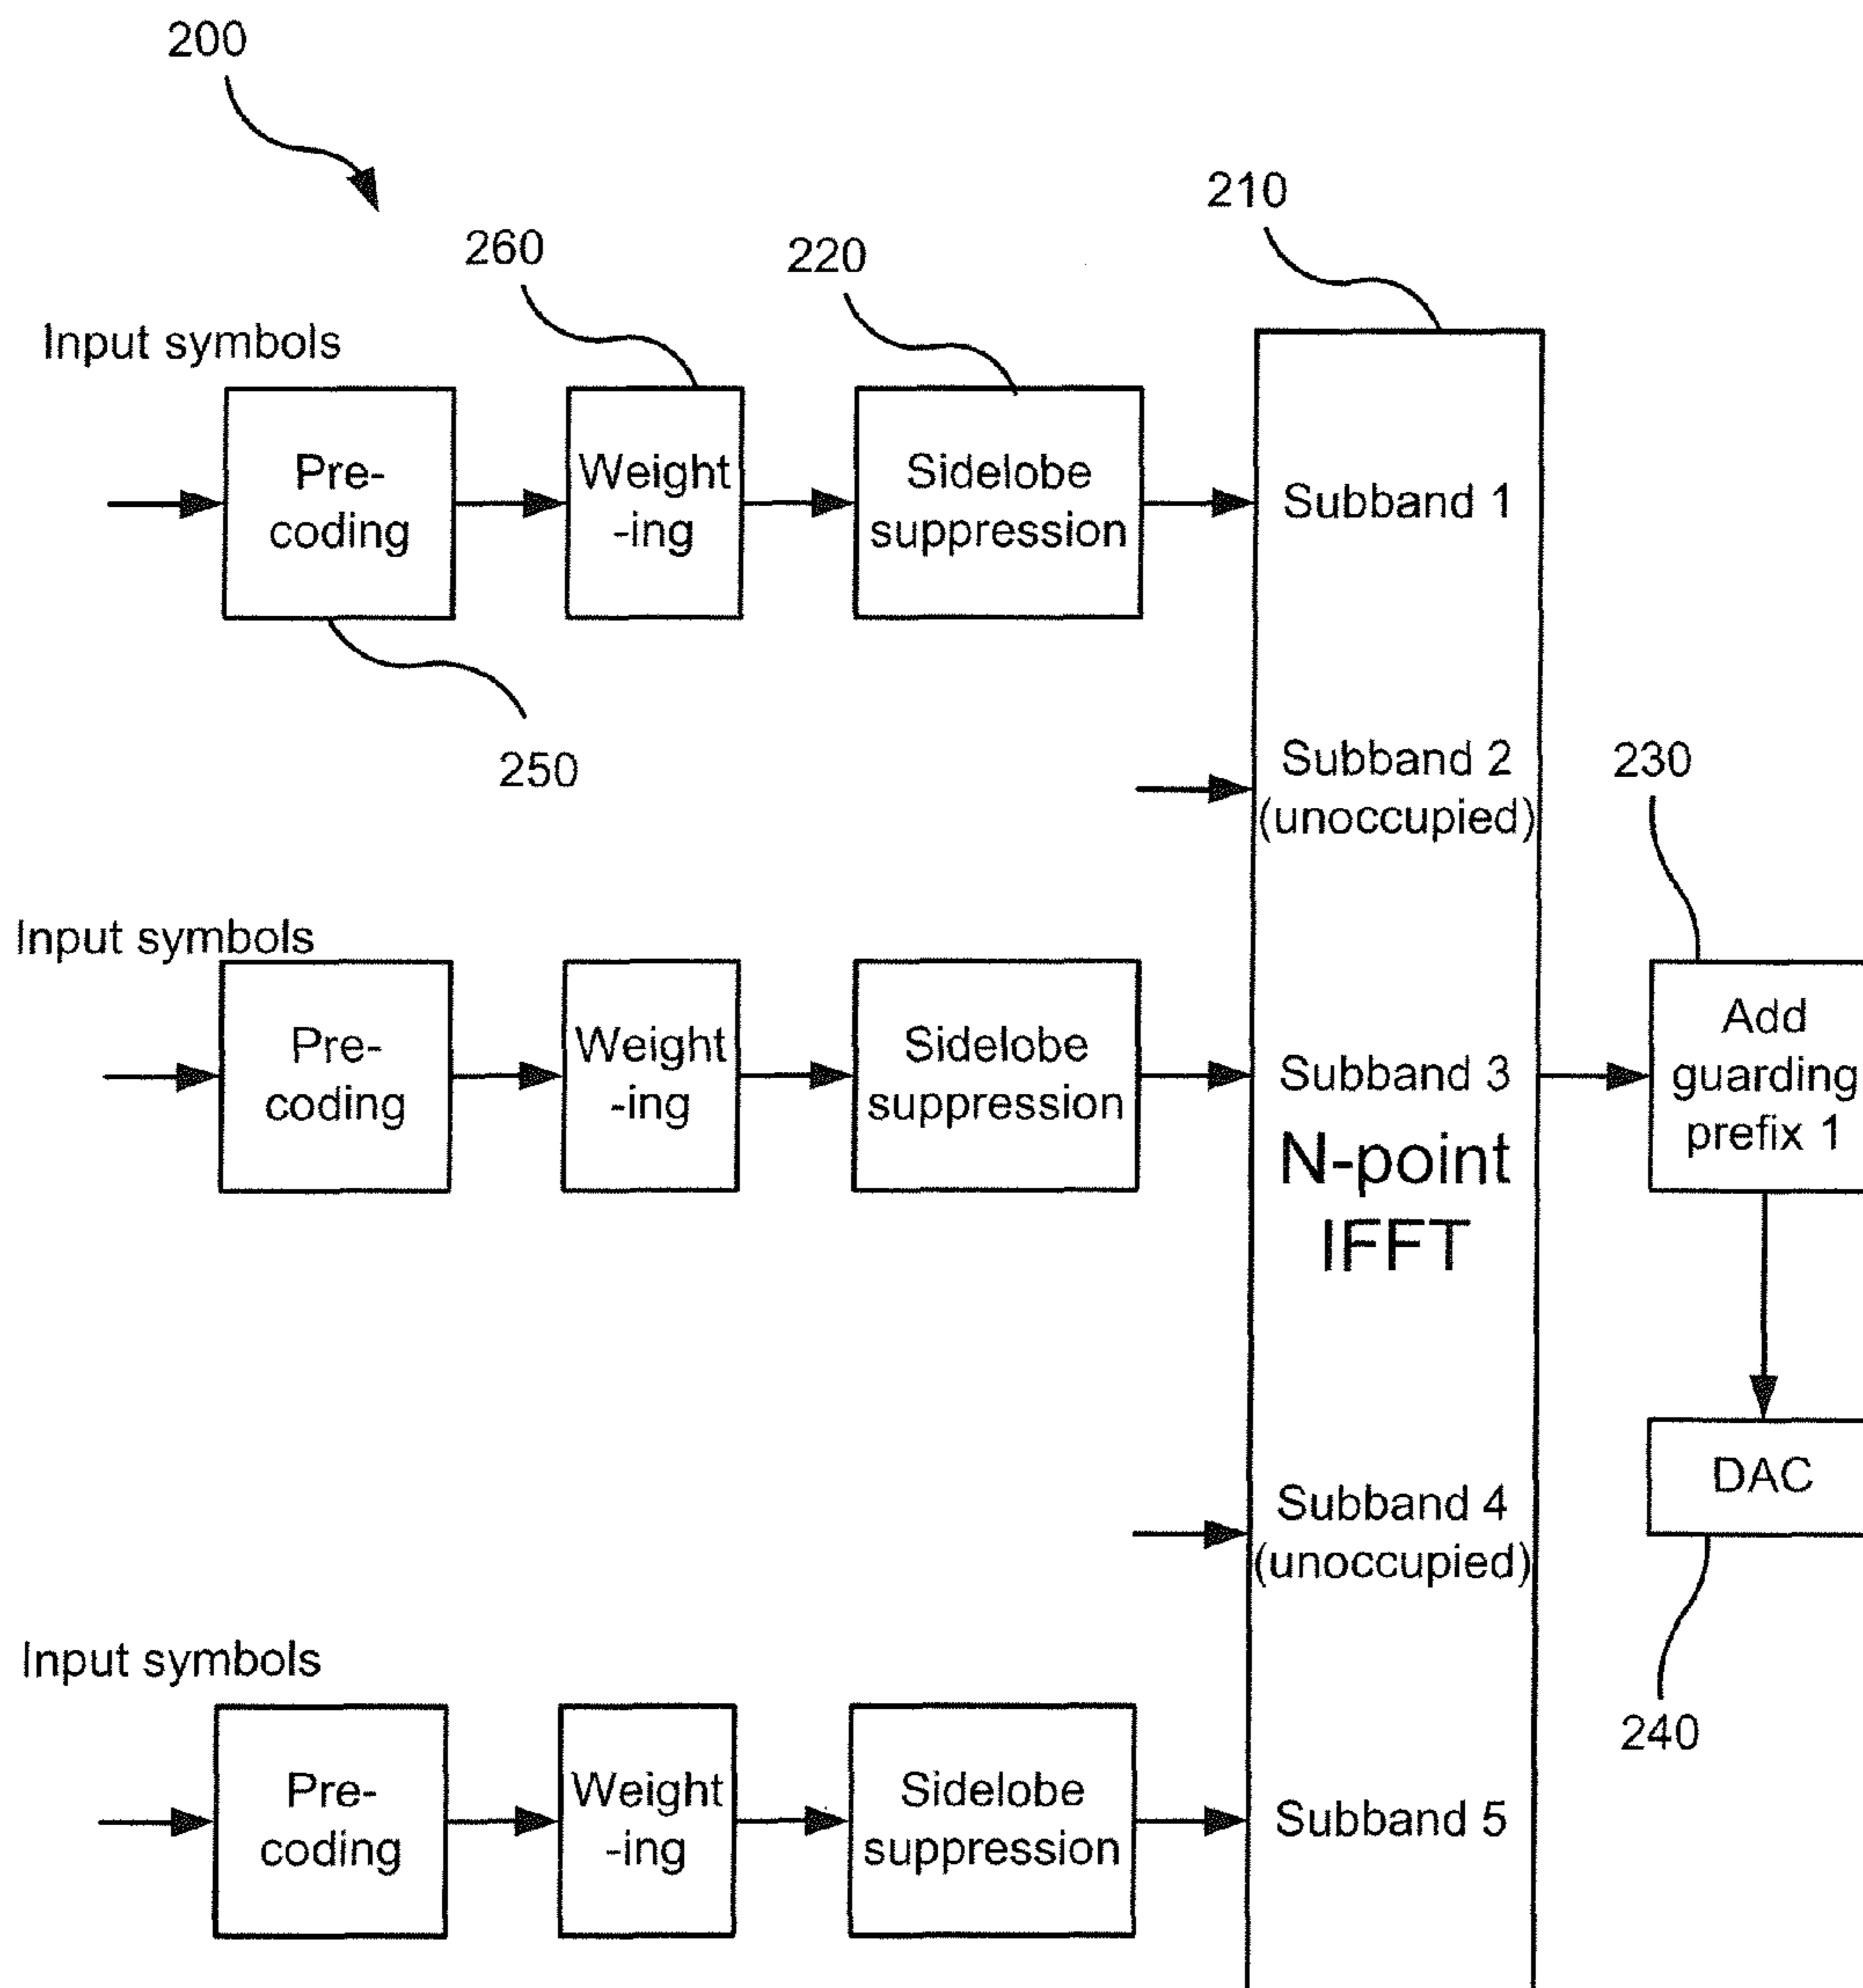 200
210
260
220
Input symbols
Pre-
coding
Weight
-ing
Sidelobe
suppression
Subband 1
250
Subband 2
(unoccupied)
230
Input symbols
Pre-
coding
Weight
-ing
Sidelobe
suppression
Subband 3
N-point
IFFT
Add
guarding
prefix 1
Subband 4
(unoccupied)
DAC
240
Input symbols
Pre-
coding
Weight
-ing
Sidelobe
suppression
Subband 5